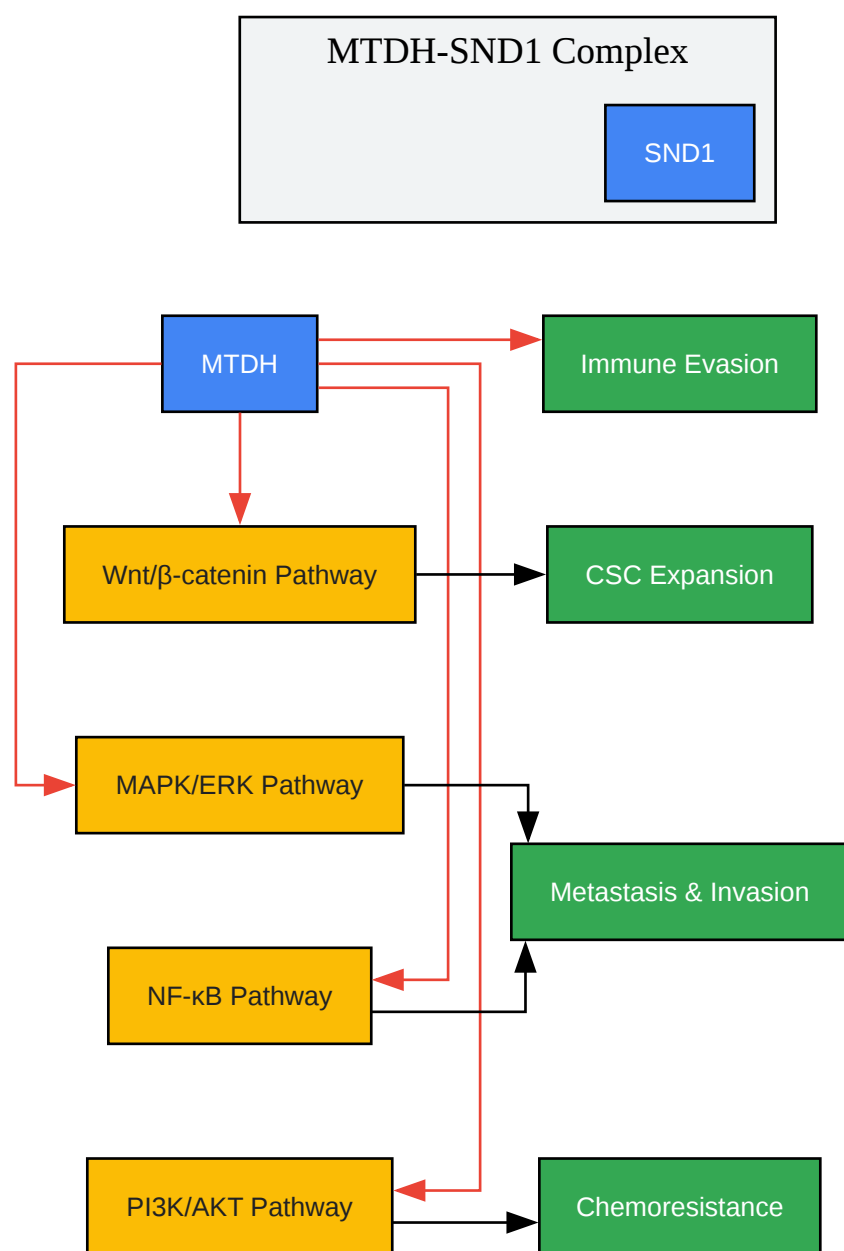 MTDH-SND1 Complex
SND1
MTDH
Immune Evasion
Wnt/β-catenin Pathway
CSC Expansion
MAPK/ERK Pathway
Metastasis & Invasion
NF-κB Pathway
PI3K/AKT Pathway
Chemoresistance